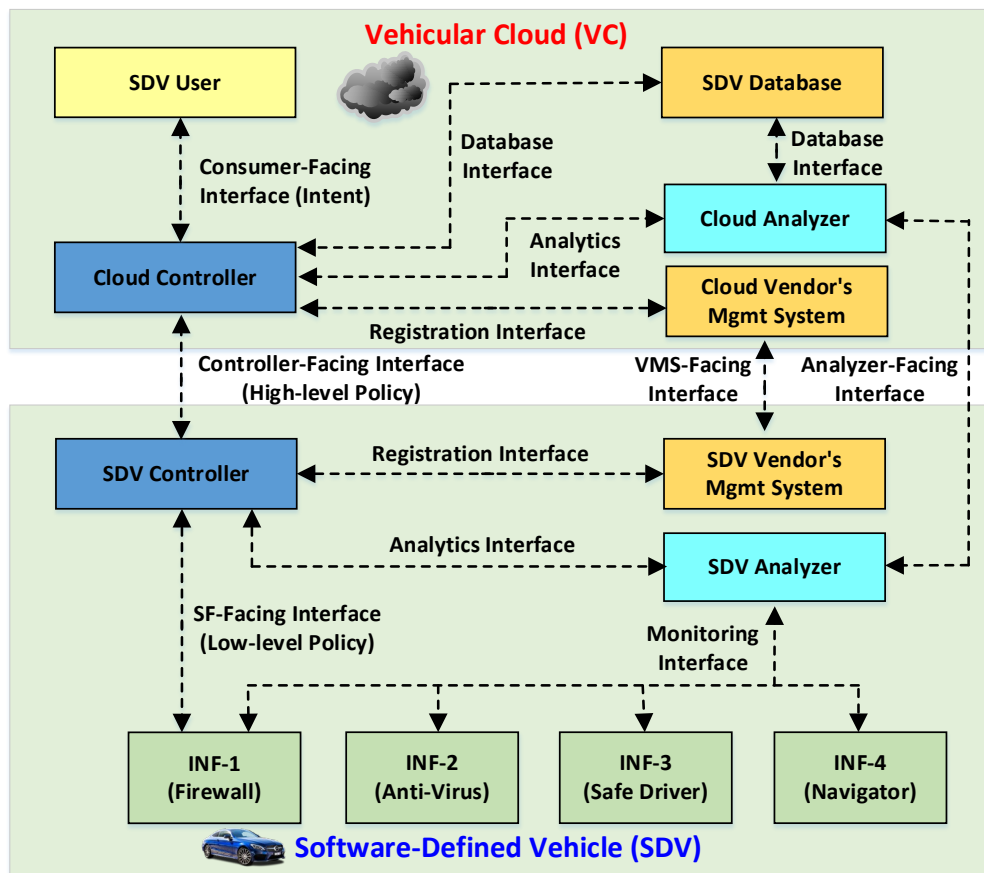 Vehicular Cloud (VC)
SDV User
SDV Database
Consumer-Facing
Interface (Intent)
Database
Interface
Database
Interface
Cloud Controller
Analytics
Interface
Cloud Analyzer
Registration Interface
Cloud Vendor's
Mgmt System
Controller-Facing Interface
(High-level Policy)
VMS-Facing
Interface
Analyzer-Facing
Interface
SDV Controller
Registration Interface
SDV Vendor's
Mgmt System
Analytics Interface
SDV Analyzer
SF-Facing Interface
(Low-level Policy)
Monitoring
Interface
INF-1
(Firewall)
INF-2
(Anti-Virus)
INF-3
(Safe Driver)
INF-4
(Navigator)
Software-Defined Vehicle (SDV)